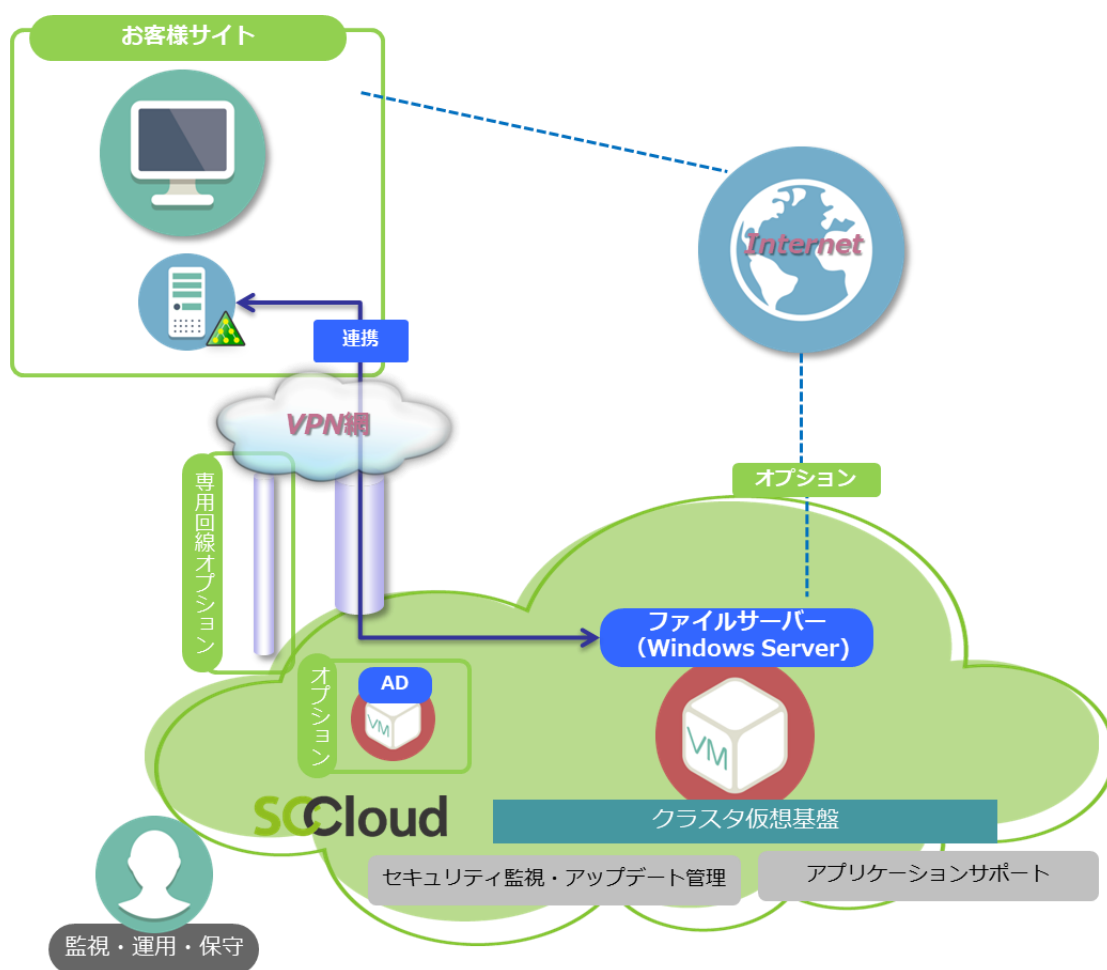 お客様サイト
Internet
連携
VPN網
専用回線オプション
オプション
ファイルサーバー
（Windows Server)
オプション
AD
VM
VM
SCCloud
クラスタ仮想基盤
セキュリティ監視・アップデート管理
アプリケーションサポート
監視・運用・保守